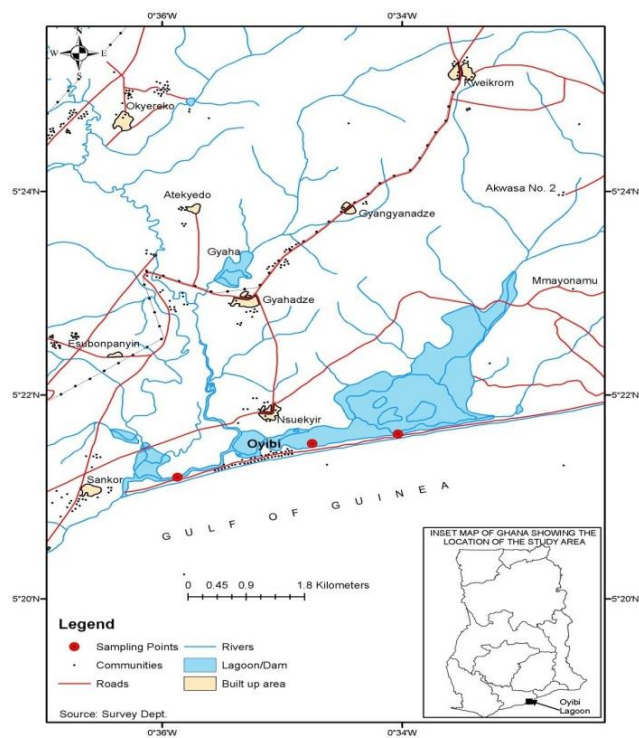 0°36'W
0°34'W
N
W
E
S
Kweikrom
Okyereko
5°24'N
5°24'N
Atekyedo
Akwasa No. 2
Gyangyanadze
Gyaha
Mmayonamu
Gyahadze
Esubonpanyin
5°22'N
5°22'N
Nsuekyir
Oyibi
Sankor
GULF OF GUINEA
INSET MAP OF GHANA SHOWING THE
LOCATION OF THE STUDY AREA
0 0.45 0.9 1.8 Kilometers
5°20'N
5°20'N
Legend
Sampling Points
Rivers
Communities
Lagoon/Dam
Roads
Built up area
Oyibi
Lagoon
Source: Survey Dept.
0°36'W
0°34'W